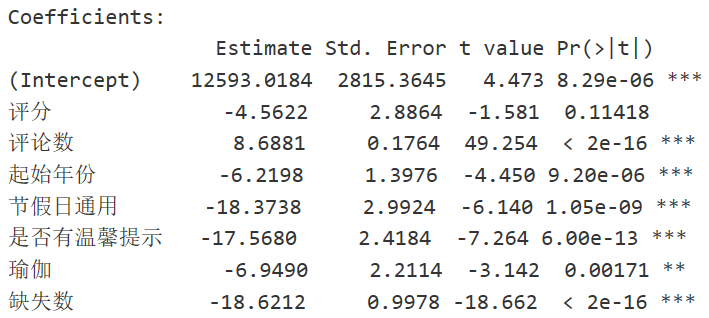 Coefficients:
Estimate Std. Error t value Pr(>|t|)
(Intercept) 12593.0184 2815.3645 4.473 8.29e-06 ***
评分 -4.5622 2.8864 -1.581 0.11418
评论数 8.6881 0.1764 49.254 < 2e-16 ***
起始年份 -6.2198 1.3976 -4.450 9.20e-06 ***
节假日通用 -18.3738 2.9924 -6.140 1.05e-09 ***
是否有温馨提示 -17.5680 2.4184 -7.264 6.00e-13 ***
瑜伽 -6.9490 2.2114 -3.142 0.00171 **
缺失数 -18.6212 0.9978 -18.662 < 2e-16 ***